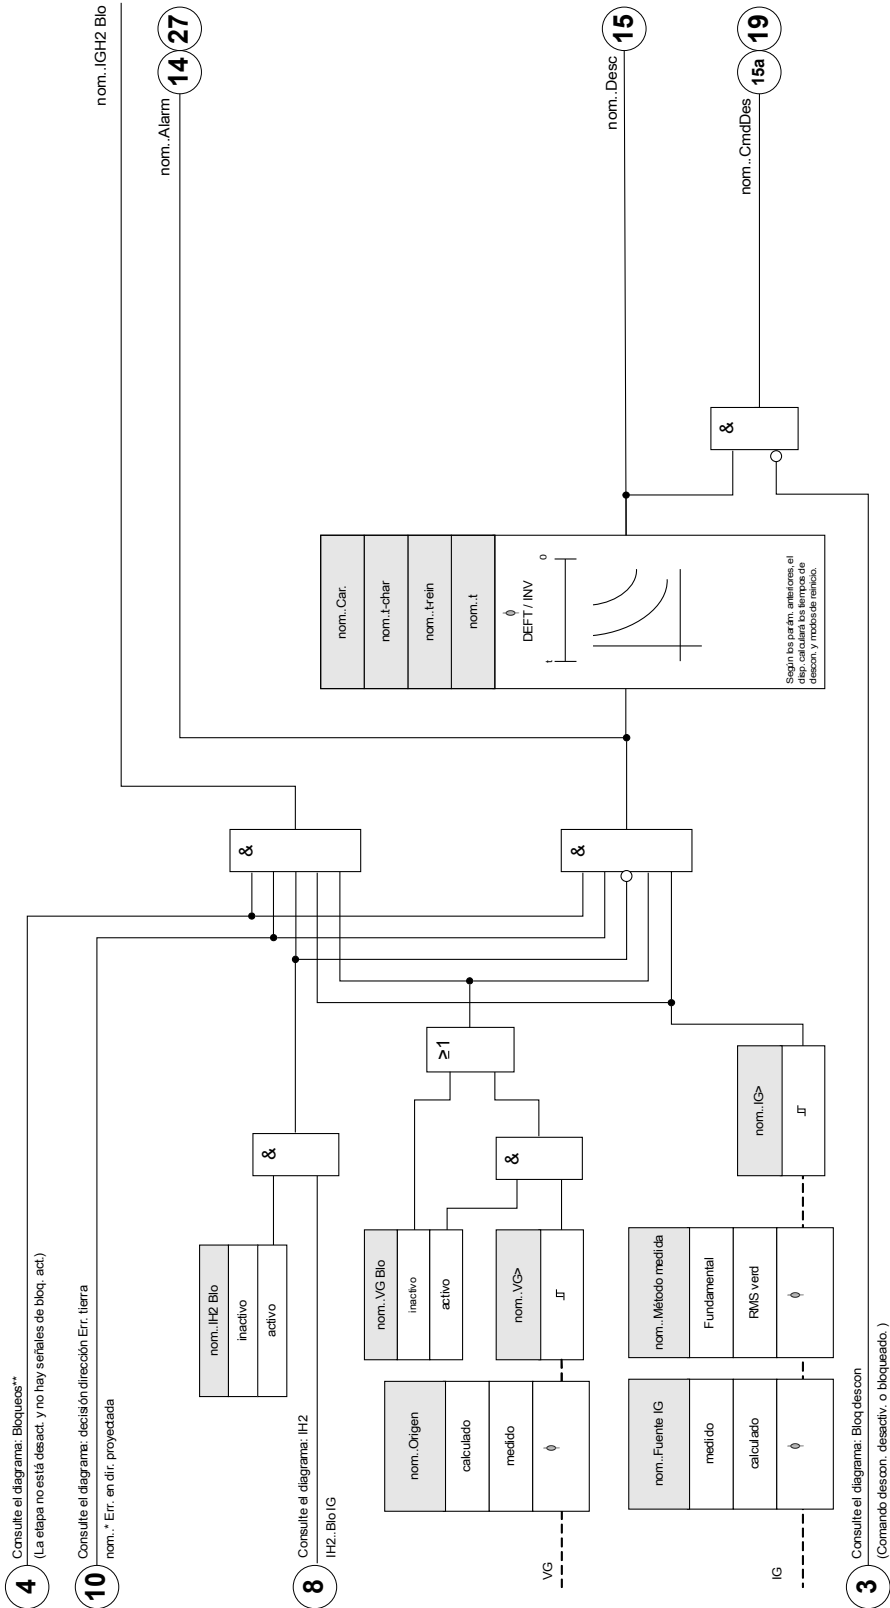 4
Consulte el diagrama: Bloqueos**
(La etapa no está desact. y no hay señales de bloq. act.)
10
Consulte el diagrama: decisión dirección Err. tierra
nom..* Err. en dir. proyectada
nom..IH2 Blo
inactivo
activo
8
Consulte el diagrama: IH2
IH2..Blo IG
&
nom..VG Blo
inactivo
activo
nom..Origen
calculado
medido
ϕ
VG
nom..VG>
&
≥1
nom..Fuente IG
medido
calculado
ϕ
IG
nom..Método medida
Fundamental
RMS verd
ϕ
nom..IG>
3
Consulte el diagrama: Bloq descon
(Comando descon. desactiv. o bloqueado. )
&
&
nom..Car.
nom..t-char
nom..t-rein
nom..t
ϕ
DEFT / INV
t
0
Según los parám. anteriores, el
disp. calculará los tiempos de
descon. y modos de reinicio.
&
nom..IGH2 Blo
nom..Alarm
14
27
nom..Desc
15
nom..CmdDes
15a
19